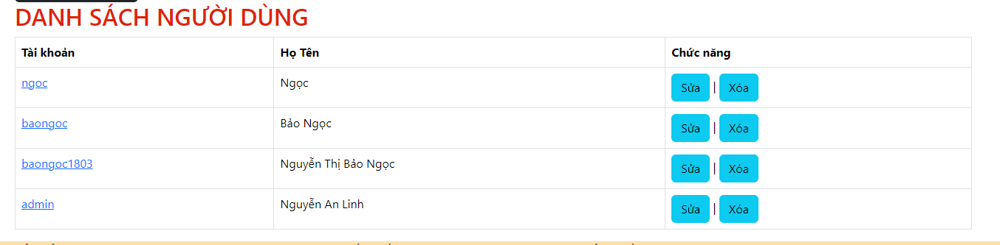 DANH SÁCH NGƯỜI DÙNG
Tài khoản Họ Tên Chức năng
ngoc Ngọc Sửa | Xóa
baongoc Bảo Ngọc Sửa | Xóa
baongoc1803 Nguyễn Thị Bảo Ngọc Sửa | Xóa
admin Nguyễn An Linh Sửa | Xóa